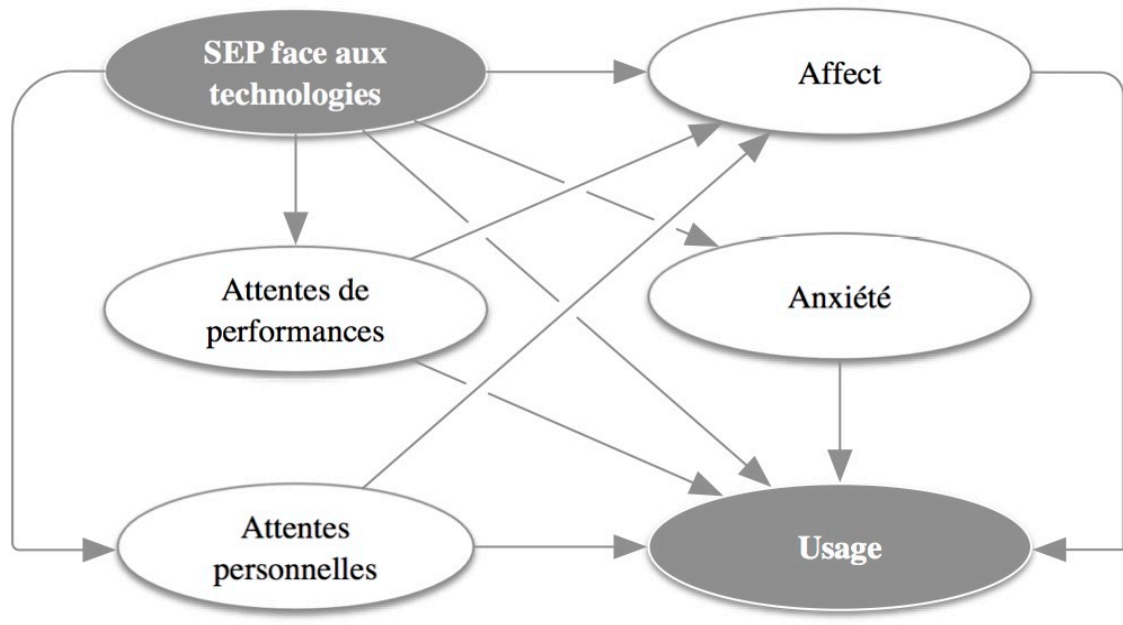 SEP face aux
technologies
Affect
Attentes de
performances
Anxiété
Attentes
personnelles
Usage